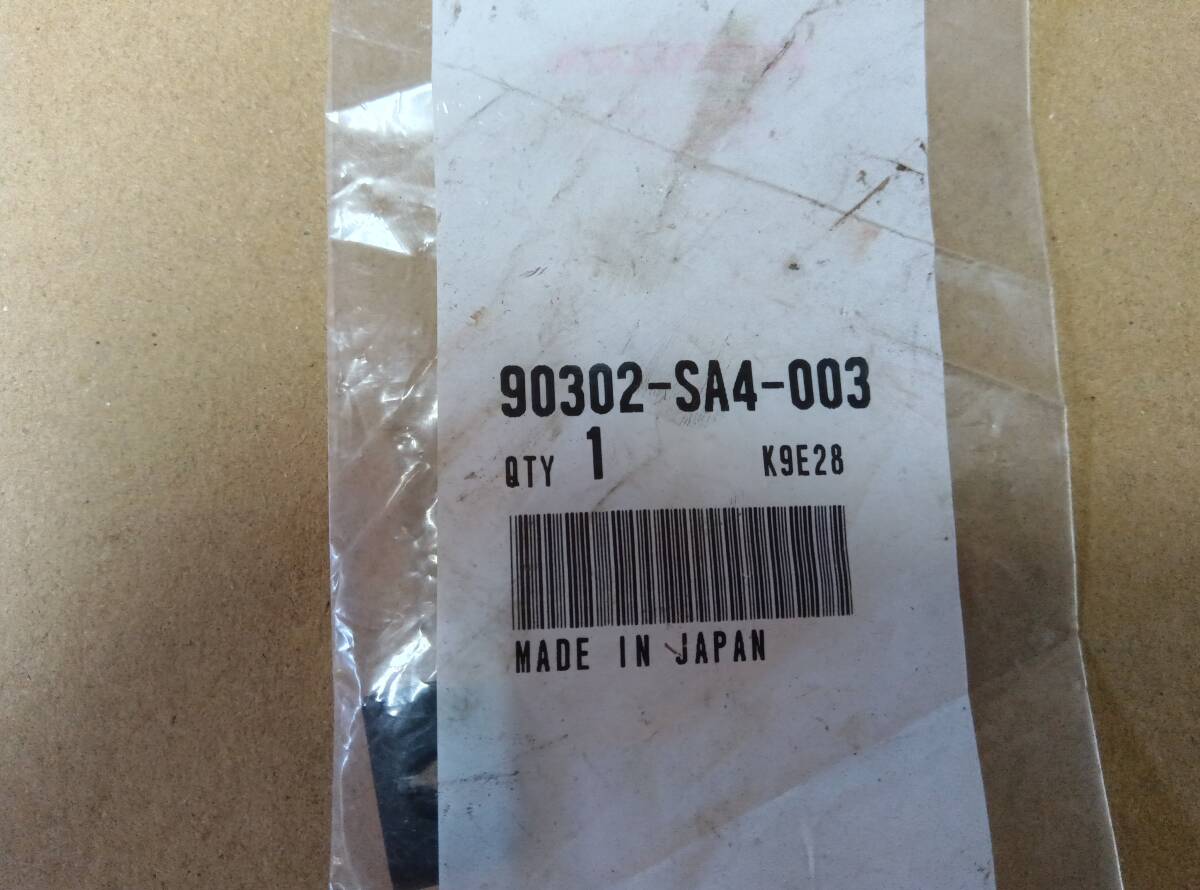 90302-SA4-003
QTY 1 K9E28
MADE IN JAPAN